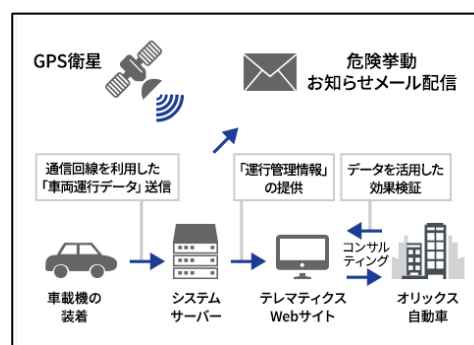 GPS衛星
危険挙動
お知らせメール配信
通信回線を利用した
「車両運行データ」送信
「運行管理情報」
の提供
データを活用した
効果検証
コンサル
ティング
車載機の
装着
システム
サーバー
テレマティクス
Webサイト
オリックス
自動車